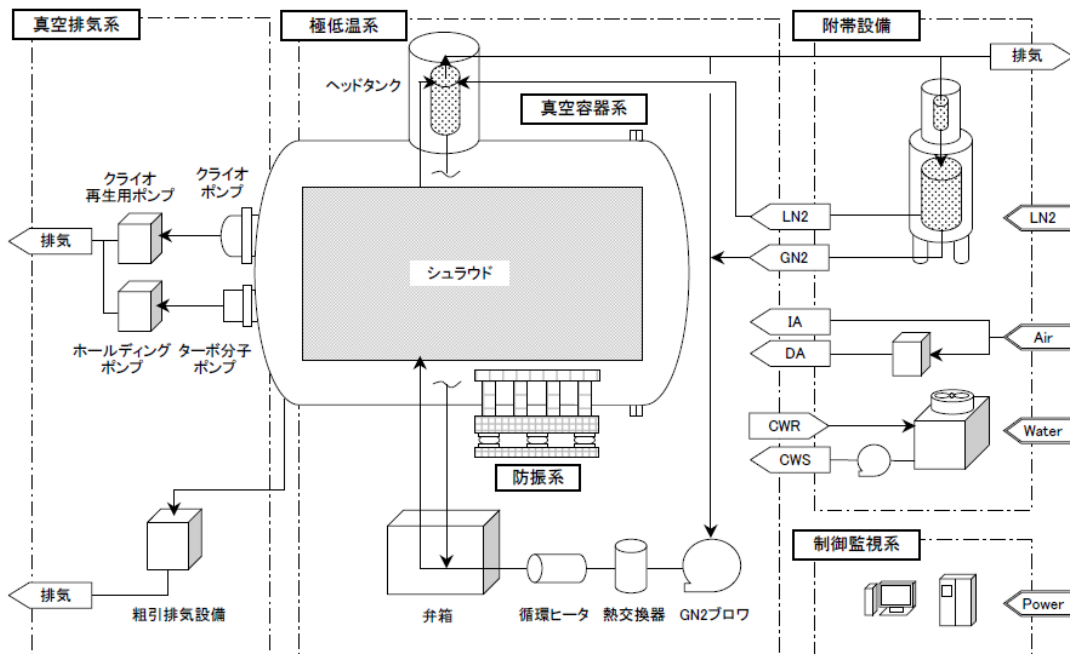 真空排気系
極低温系
附帯設備
排気
ヘッドタンク
真空容器系
クライオ
再生用ポンプ
クライオ
ポンプ
排気
LN2
LN2
GN2
シュラウド
IA
Air
DA
ホールディング
ポンプ
ターボ分子
ポンプ
CWR
Water
CWS
防振系
制御監視系
排気
粗引排気設備
弁箱
循環ヒータ
熱交換器
GN2ブロワ
Power